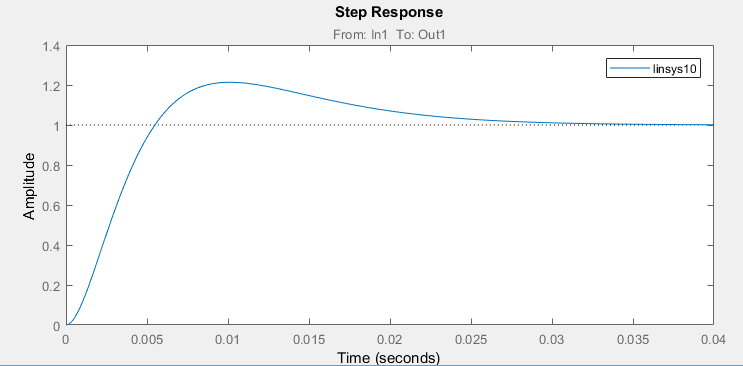 Step Response
From: In1 To: Out1
1.4
1.2
1
0.8
0.6
0.4
0.2
0
Amplitude
linsys10
0 0.005 0.01 0.015 0.02 0.025 0.03 0.035 0.04
Time (seconds)